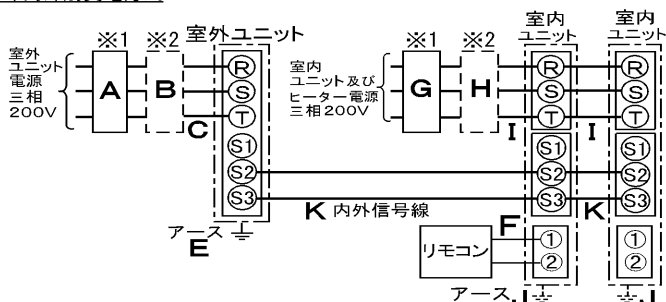 ※1 ※2 室外ユニット
室外
ユニット
電源
三相
200V
A B C
R
S
T
S1
S2
S3
アース
E
※1 ※2
室内
ユニット及び
ヒーター電源
三相200V
G H I I
室内
ユニット
室内
ユニット
R R
S S
T T
S1 S1
S2 S2
S3 S3
K 内外信号線 K
F
リモコン
① ①
② ②
アース J J